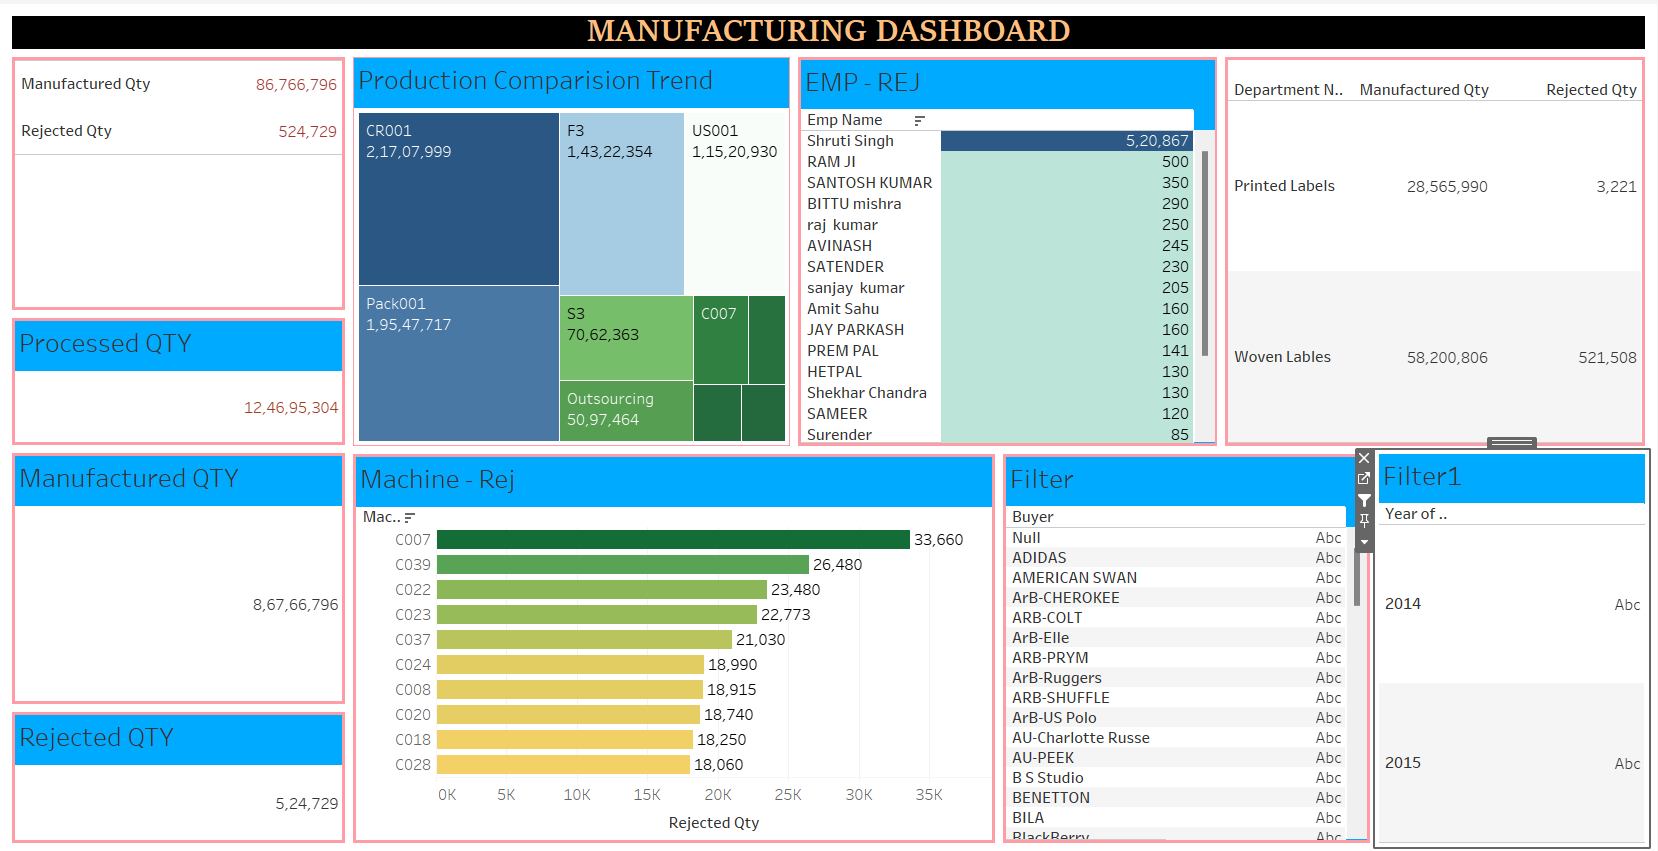 MANUFACTURING DASHBOARD
Manufactured Qty 86,766,796
Rejected Qty 524,729
Processed QTY
12,46,95,304
Manufactured QTY
8,67,66,796
Rejected QTY
5,24,729
Production Comparision Trend
CR001
2,17,07,999
Pack001
1,95,47,717
F3
1,43,22,354
US001
1,15,20,930
S3
70,62,363
Outsourcing
50,97,464
C007
EMP - REJ
Emp Name
Shruti Singh 5,20,867
RAM JI 500
SANTOSH KUMAR 350
BITTU mishra 290
raj kumar 250
AVINASH 245
SATENDER 230
sanjay kumar 205
Amit Sahu 160
JAY PARKASH 160
PREM PAL 141
HETPAL 130
Shekhar Chandra 130
SAMEER 120
Surender 85
Department N.. Manufactured Qty Rejected Qty
Printed Labels 28,565,990 3,221
Woven Lables 58,200,806 521,508
Machine - Rej
Mac..
C007 33,660
C039 26,480
C022 23,480
C023 22,773
C037 21,030
C024 18,990
C008 18,915
C020 18,740
C018 18,250
C028 18,060
0K 5K 10K 15K 20K 25K 30K 35K
Rejected Qty
Filter
Buyer
Null Abc
ADIDAS Abc
AMERICAN SWAN Abc
ArB-CHEROKEE Abc
ARB-COLT Abc
ArB-Elle Abc
ARB-PRYM Abc
ArB-Ruggers Abc
ARB-SHUFFLE Abc
ArB-US Polo Abc
AU-Charlotte Russe Abc
AU-PEEK Abc
B S Studio Abc
BENETTON Abc
BILA Abc
BlackBerry Abc
Filter1
Year of ..
2014 Abc
2015 Abc